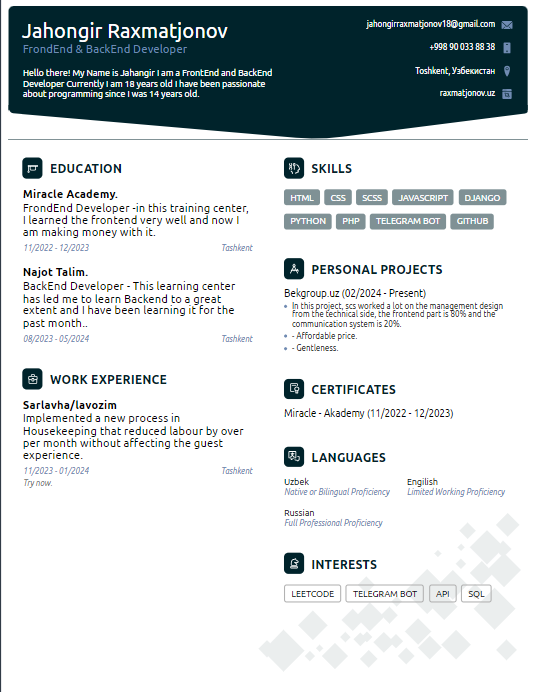 Jahongir Raxmatjonov
FrondEnd & BackEnd Developer
Hello there! My Name is Jahangir I am a FrontEnd and BackEnd
Developer Currently I am 18 years old I have been passionate
about programming since I was 14 years old.
jahongirraxmatjonov18@gmail.com
+998 90 033 88 38
Toshkent, Узбекистан
raxmatjonov.uz
EDUCATION
Miracle Academy.
FrondEnd Developer -in this training center,
I learned the frontend very well and now I
am making money with it.
11/2022 - 12/2023
Tashkent
Najot Talim.
BackEnd Developer - This learning center
has led me to learn Backend to a great
extent and I have been learning it for the
past month..
08/2023 - 05/2024
Tashkent
WORK EXPERIENCE
Sarlavha/lavozim
Implemented a new process in
Housekeeping that reduced labour by over
per month without affecting the guest
experience.
11/2023 - 01/2024
Tashkent
Try now.
SKILLS
HTML CSS SCSS JAVASCRIPT DJANGO
PYTHON PHP TELEGRAM BOT GITHUB
PERSONAL PROJECTS
Bekgroup.uz (02/2024 - Present)
In this project, scs worked a lot on the management design
from the technical side, the frontend part is 80% and the
communication system is 20%.
- Affordable price.
- Gentleness.
CERTIFICATES
Miracle - Akademy (11/2022 - 12/2023)
LANGUAGES
Uzbek
Native or Bilingual Proficiency
Engilish
Limited Working Proficiency
Russian
Full Professional Proficiency
INTERESTS
LEETCODE TELEGRAM BOT API SQL